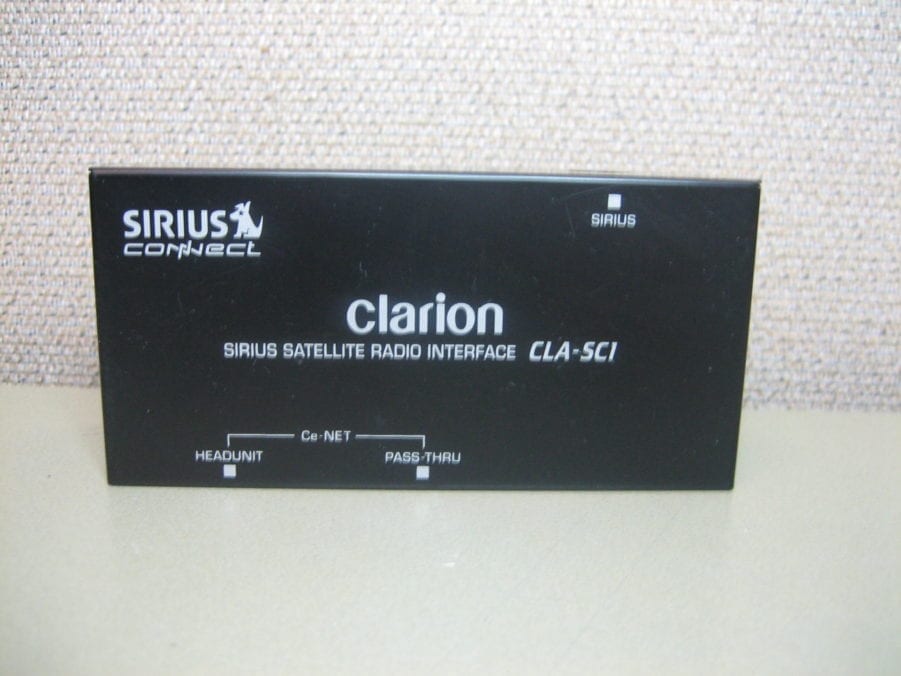 SIRIUS
connect
SIRIUS
clarion
SIRIUS SATELLITE RADIO INTERFACE CLA-SC1
Ce-NET
HEADUNIT PASS-THRU